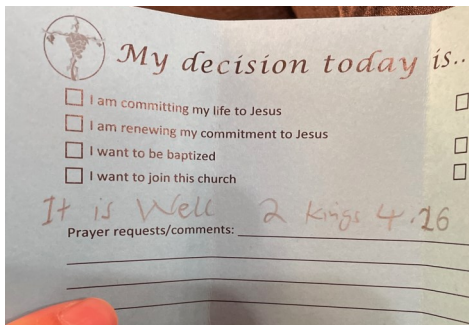 My decision today is..
I am committing my life to Jesus
I am renewing my commitment to Jesus
I want to be baptized
I want to join this church
It is Well 2 Kings 4.26
Prayer requests/comments: